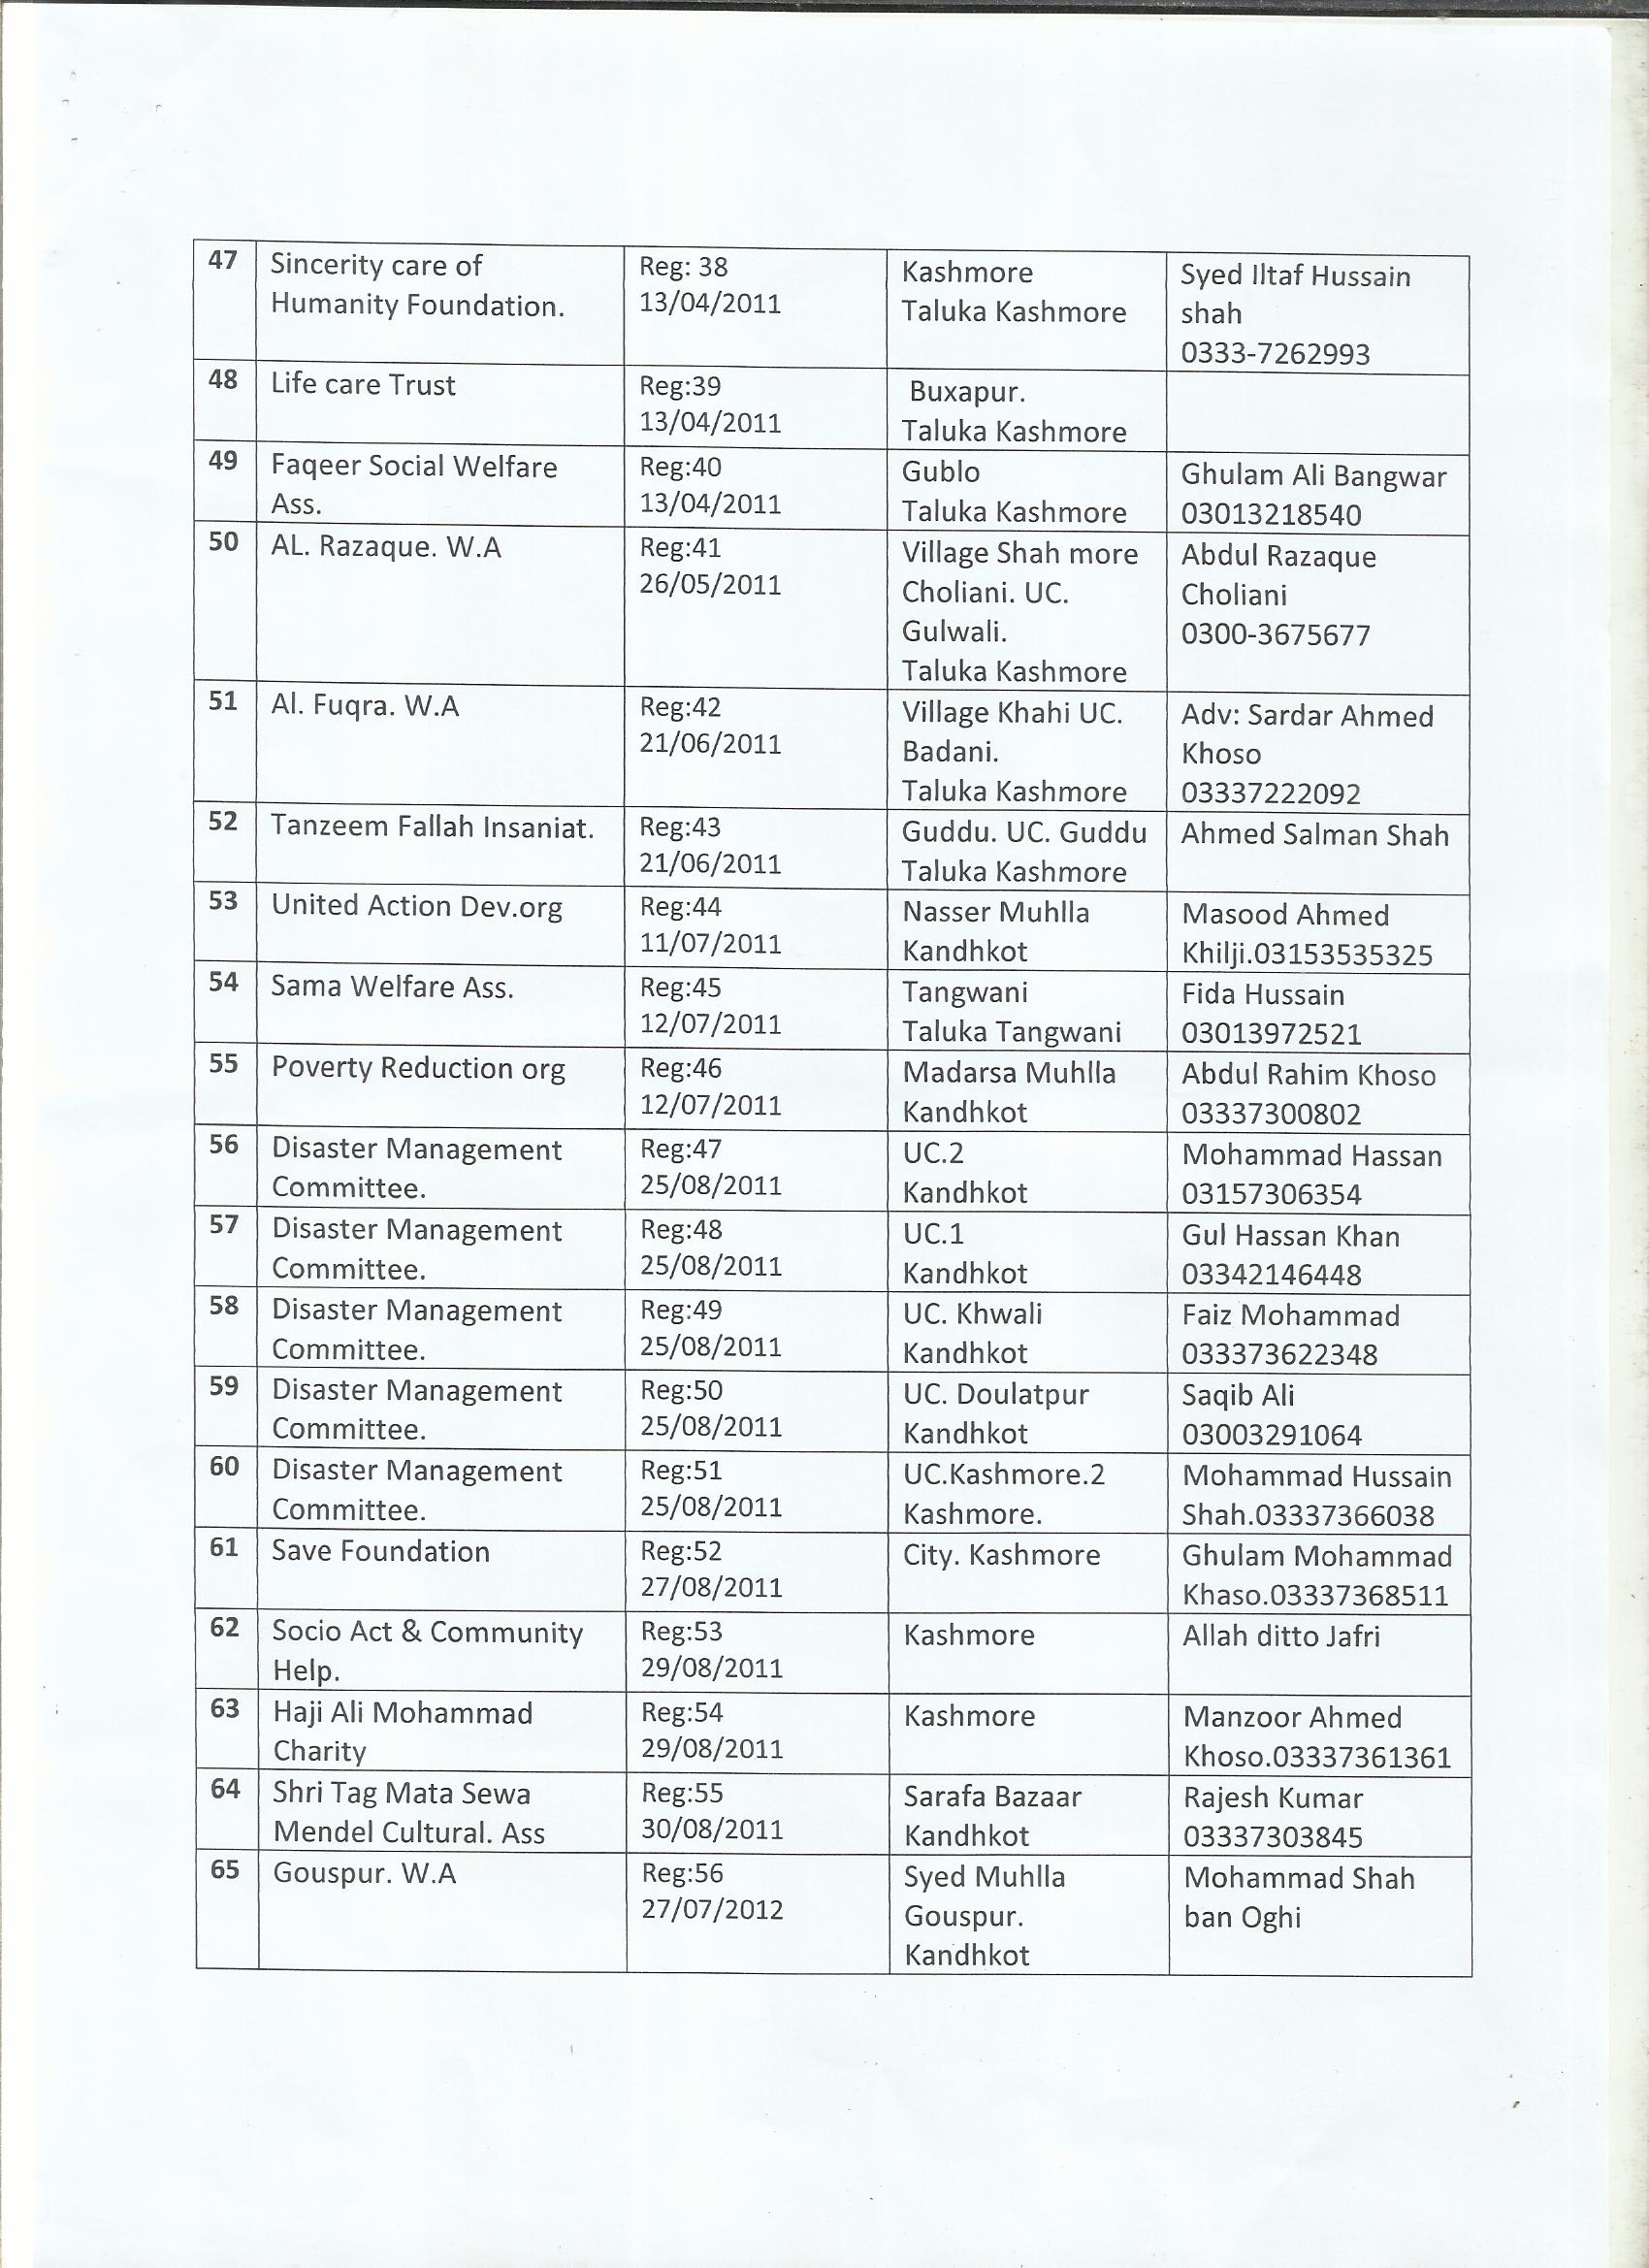 47
Sincerity care of
Humanity Foundation.
Reg: 38
13/04/2011
Kashmore
Taluka Kashmore
Syed Iltaf Hussain
shah
0333-7262993
48
Life care Trust
Reg:39
13/04/2011
Buxapur.
Taluka Kashmore
49
Faqeer Social Welfare
Ass.
Reg:40
13/04/2011
Gublo
Taluka Kashmore
Ghulam Ali Bangwar
03013218540
50
AL. Razaque. W.A
Reg:41
26/05/2011
Village Shah more
Choliani. UC.
Gulwali.
Taluka Kashmore
Abdul Razaque
Choliani
0300-3675677
51
Al. Fuqra. W.A
Reg:42
21/06/2011
Village Khahi UC.
Badani.
Taluka Kashmore
Adv: Sardar Ahmed
Khoso
03337222092
52
Tanzeem Fallah Insaniat.
Reg:43
21/06/2011
Guddu. UC. Guddu
Taluka Kashmore
Ahmed Salman Shah
53
United Action Dev.org
Reg:44
11/07/2011
Nasser Muhlla
Kandhkot
Masood Ahmed
Khilji.03153535325
54
Sama Welfare Ass.
Reg:45
12/07/2011
Tangwani
Taluka Tangwani
Fida Hussain
03013972521
55
Poverty Reduction org
Reg:46
12/07/2011
Madarsa Muhlla
Kandhkot
Abdul Rahim Khoso
03337300802
56
Disaster Management
Committee.
Reg:47
25/08/2011
UC.2
Kandhkot
Mohammad Hassan
03157306354
57
Disaster Management
Committee.
Reg:48
25/08/2011
UC.1
Kandhkot
Gul Hassan Khan
03342146448
58
Disaster Management
Committee.
Reg:49
25/08/2011
UC. Khwali
Kandhkot
Faiz Mohammad
033373622348
59
Disaster Management
Committee.
Reg:50
25/08/2011
UC. Doulatpur
Kandhkot
Saqib Ali
03003291064
60
Disaster Management
Committee.
Reg:51
25/08/2011
UC.Kashmore.2
Kashmore.
Mohammad Hussain
Shah.03337366038
61
Save Foundation
Reg:52
27/08/2011
City. Kashmore
Ghulam Mohammad
Khaso.03337368511
62
Socio Act & Community
Help.
Reg:53
29/08/2011
Kashmore
Allah ditto Jafri
63
Haji Ali Mohammad
Charity
Reg:54
29/08/2011
Kashmore
Manzoor Ahmed
Khoso.03337361361
64
Shri Tag Mata Sewa
Mendel Cultural. Ass
Reg:55
30/08/2011
Sarafa Bazaar
Kandhkot
Rajesh Kumar
03337303845
65
Gouspur. W.A
Reg:56
27/07/2012
Syed Muhlla
Gouspur.
Kandhkot
Mohammad Shah
ban Oghi